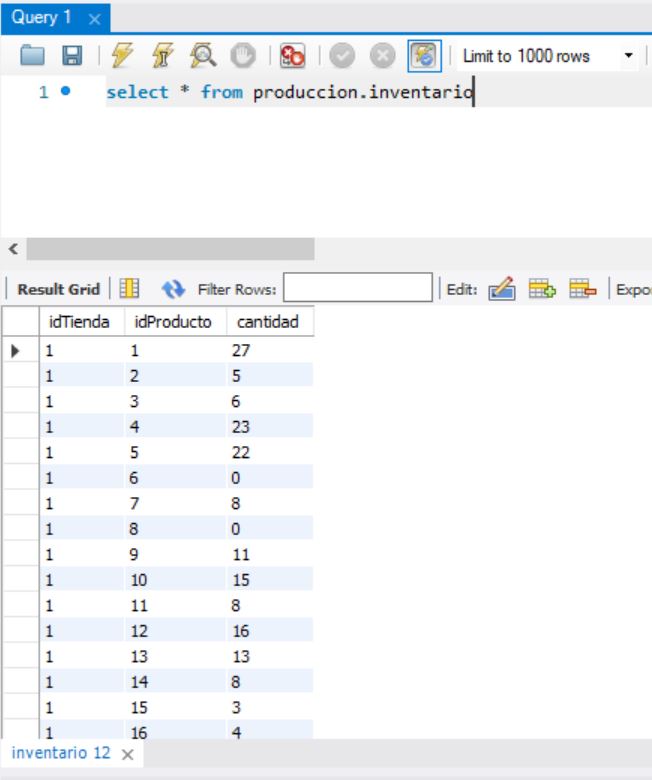 Query 1
Limit to 1000 rows
1 select * from produccion.inventario
Result Grid Filter Rows: Edit: Expo
idTienda idProducto cantidad
1 1 27
1 2 5
1 3 6
1 4 23
1 5 22
1 6 0
1 7 8
1 8 0
1 9 11
1 10 15
1 11 8
1 12 16
1 13 13
1 14 8
1 15 3
1 16 4
inventario 12